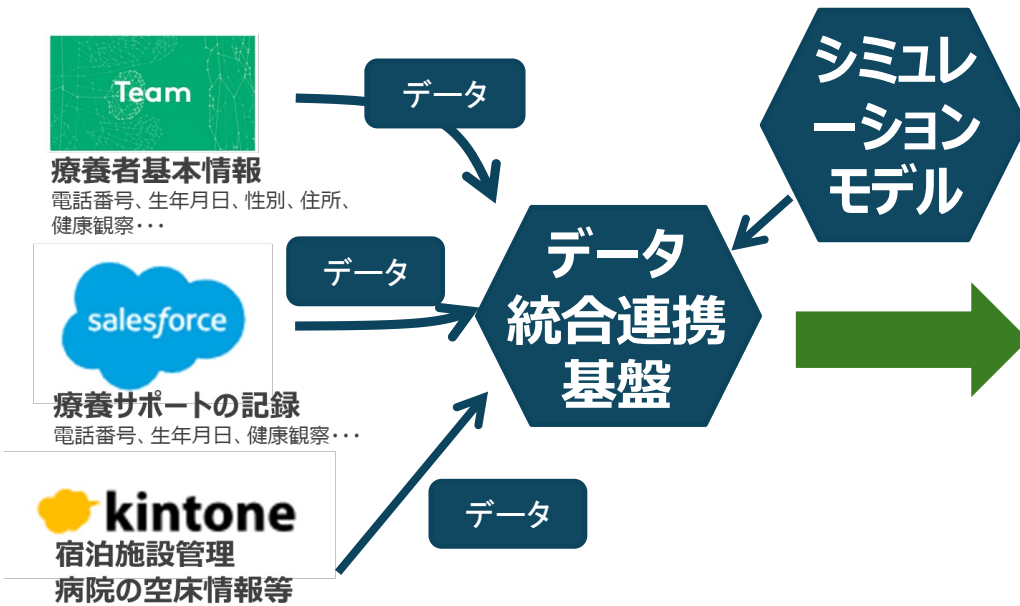 Team
データ
療養者基本情報
電話番号、生年月日、性別、住所、
健康観察・・・
シミュレ
ーション
モデル
salesforce
データ
療養サポートの記録
電話番号、生年月日、健康観察・・・
データ
統合連携
基盤
kintone
宿泊施設管理
病院の空床情報等
データ